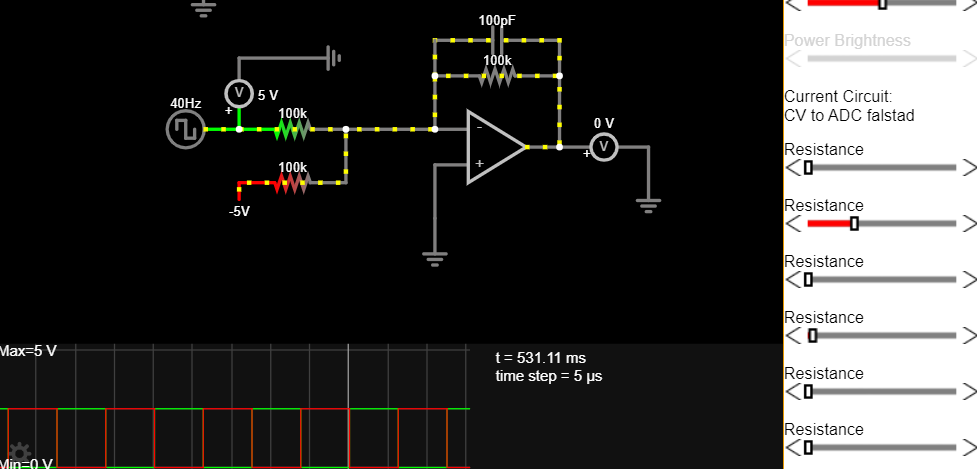 100pF
100k
40Hz
V
5 V
+
100k
0 V
-
V
+
100k
+
-5V
Max=5 V
t = 531.11 ms
time step = 5 μs
Min=0 V
Power Brightness
Current Circuit:
CV to ADC falstad
Resistance
Resistance
Resistance
Resistance
Resistance
Resistance